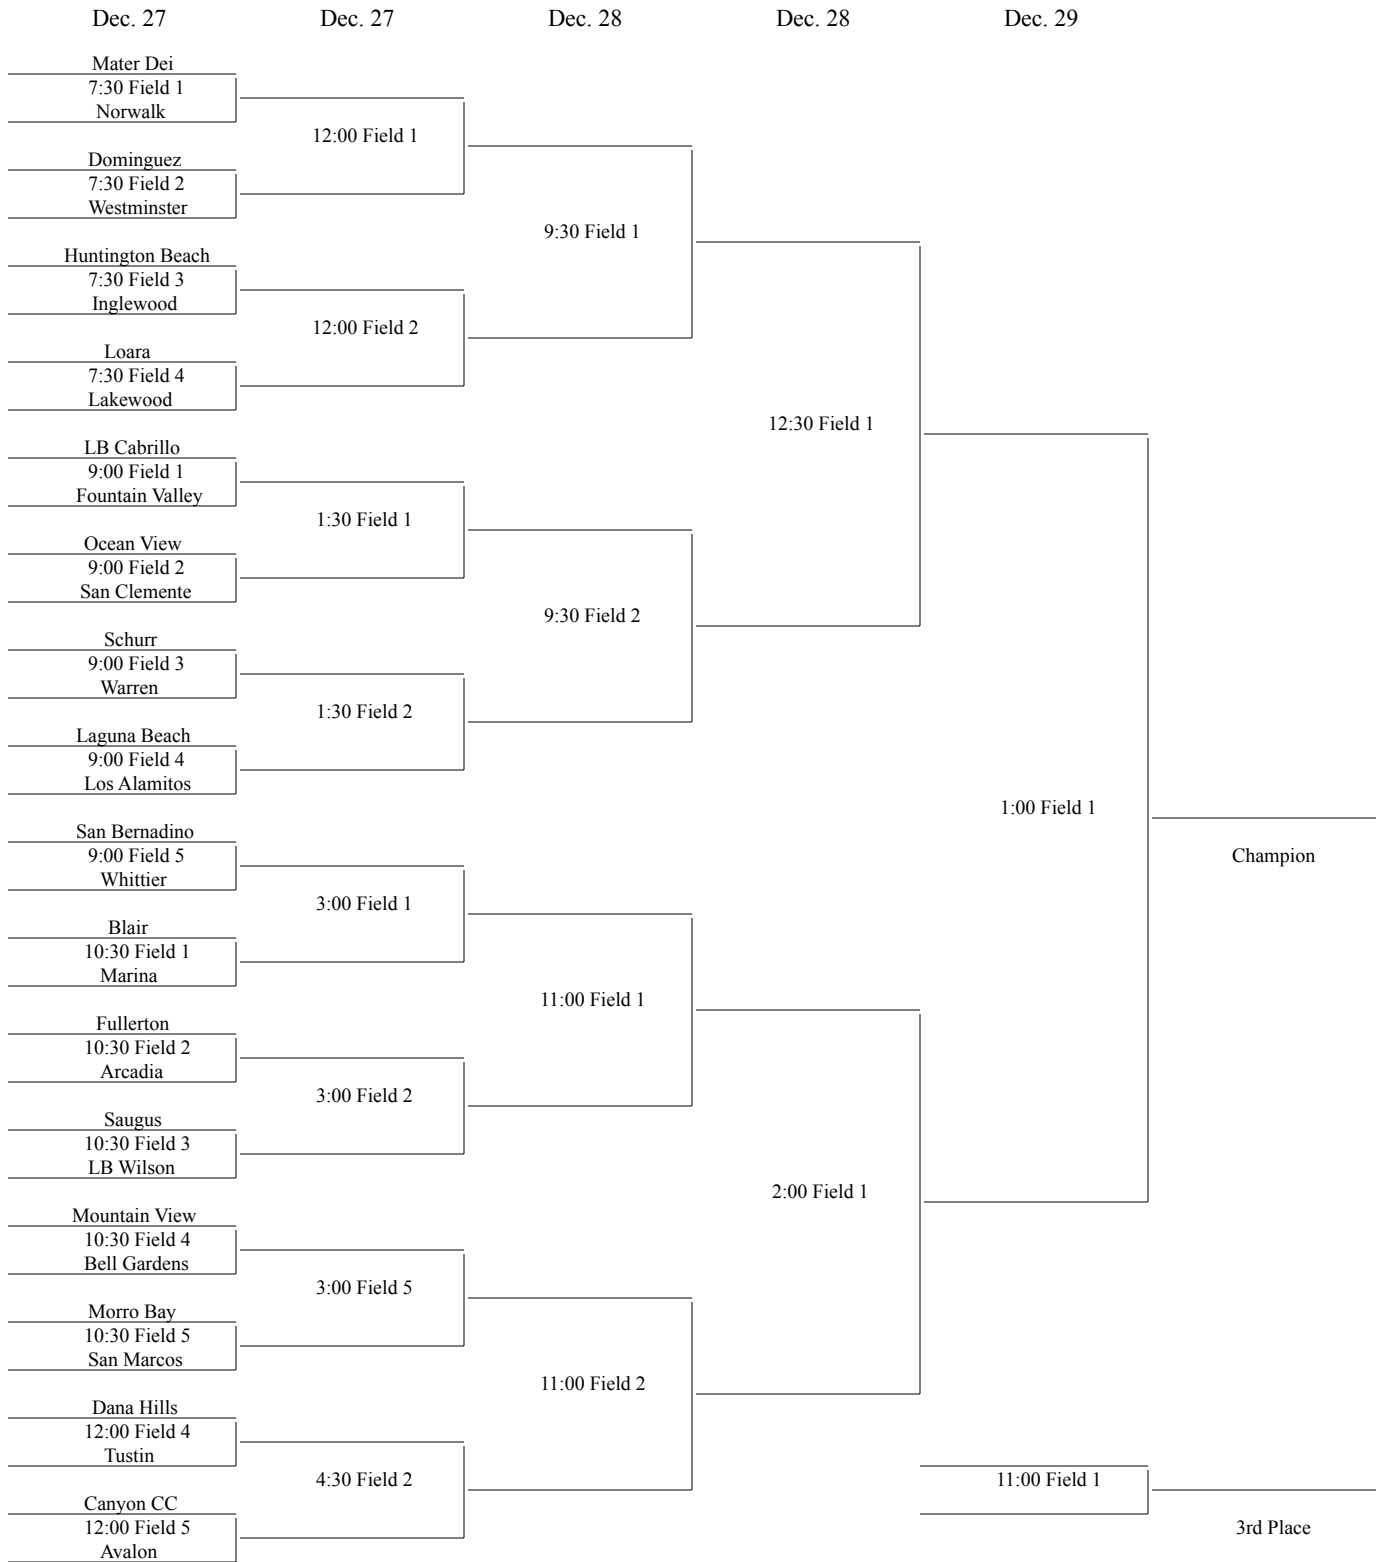 Dec. 27 Dec. 27 Dec. 28 Dec. 28 Dec. 29
Mater Dei
7:30 Field 1
Norwalk
12:00 Field 1
Dominguez
7:30 Field 2
Westminster
9:30 Field 1
Huntington Beach
7:30 Field 3
Inglewood
12:00 Field 2
Loara
7:30 Field 4
Lakewood
12:30 Field 1
LB Cabrillo
9:00 Field 1
Fountain Valley
1:30 Field 1
Ocean View
9:00 Field 2
San Clemente
9:30 Field 2
Schurr
9:00 Field 3
Warren
1:30 Field 2
Laguna Beach
9:00 Field 4
Los Alamitos
1:00 Field 1
San Bernadino
9:00 Field 5
Champion
Whittier
3:00 Field 1
Blair
10:30 Field 1
Marina
11:00 Field 1
Fullerton
10:30 Field 2
Arcadia
3:00 Field 2
Saugus
10:30 Field 3
LB Wilson
2:00 Field 1
Mountain View
10:30 Field 4
Bell Gardens
3:00 Field 5
Morro Bay
10:30 Field 5
San Marcos
11:00 Field 2
Dana Hills
12:00 Field 4
Tustin
4:30 Field 2
11:00 Field 1
Canyon CC
12:00 Field 5
3rd Place
Avalon